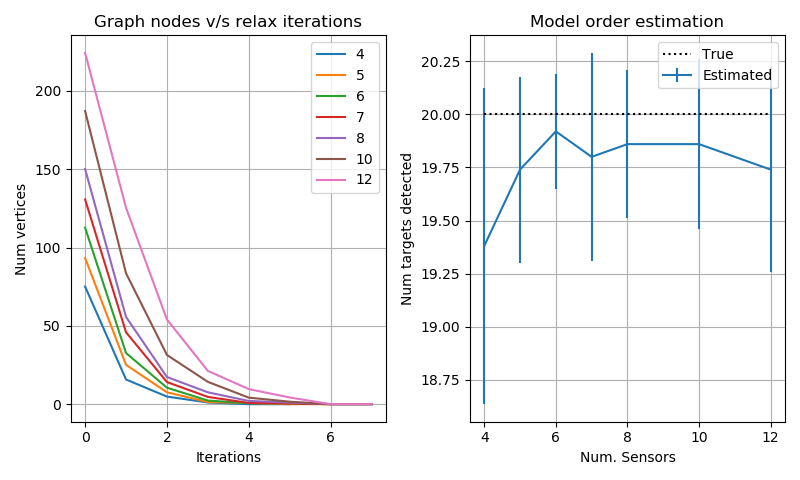 Graph nodes v/s relax iterations
Num vertices
200
150
100
50
0
0 2 4 6
Iterations
4
5
6
7
8
10
12
Model order estimation
Num targets detected
20.25
20.00
19.75
19.50
19.25
19.00
18.75
4 6 8 10 12
Num. Sensors
True
Estimated